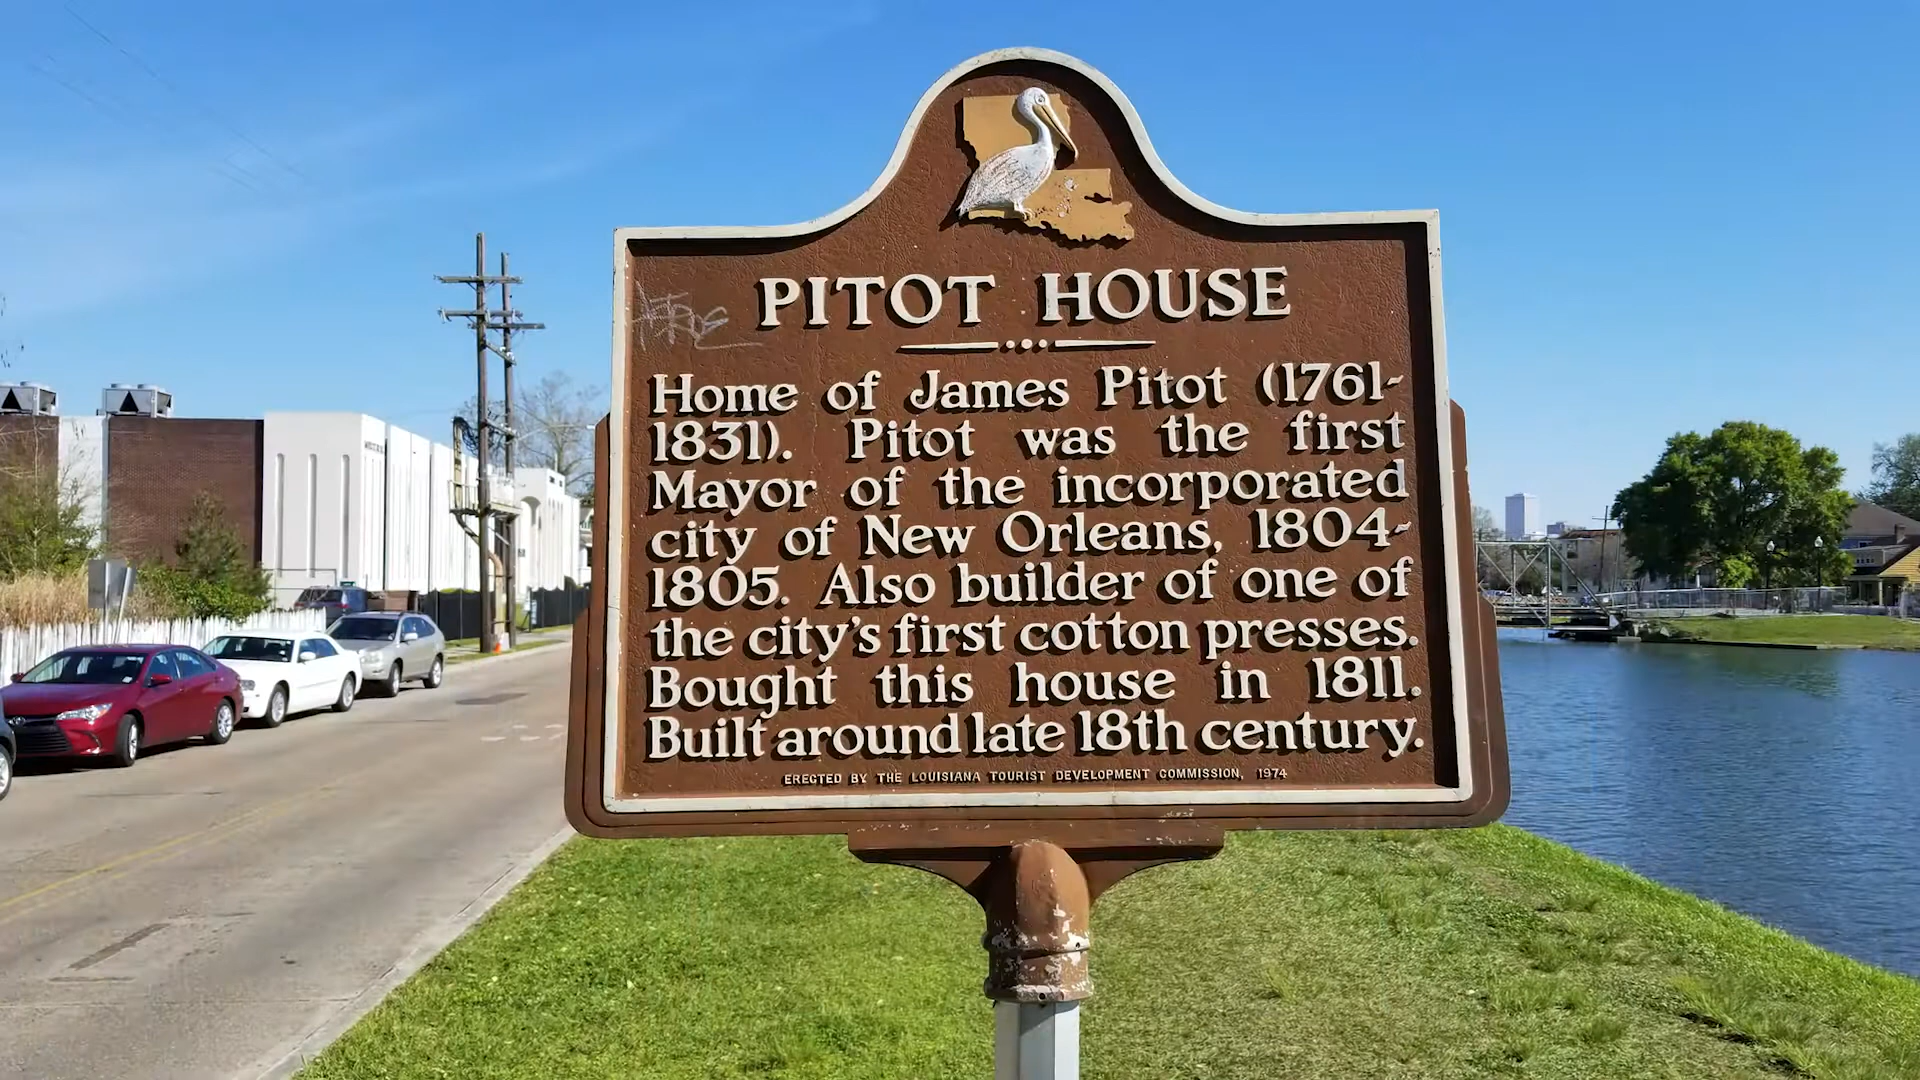 PITOT HOUSE
Home of James Pitot (1761-
1831). Pitot was the first
Mayor of the incorporated
city of New Orleans, 1804-
1805. Also builder of one of
the city's first cotton presses.
Bought this house in 1811.
Built around late 18th century.
ERECTED BY THE LOUISIANA TOURIST DEVELOPMENT COMMISSION, 1974